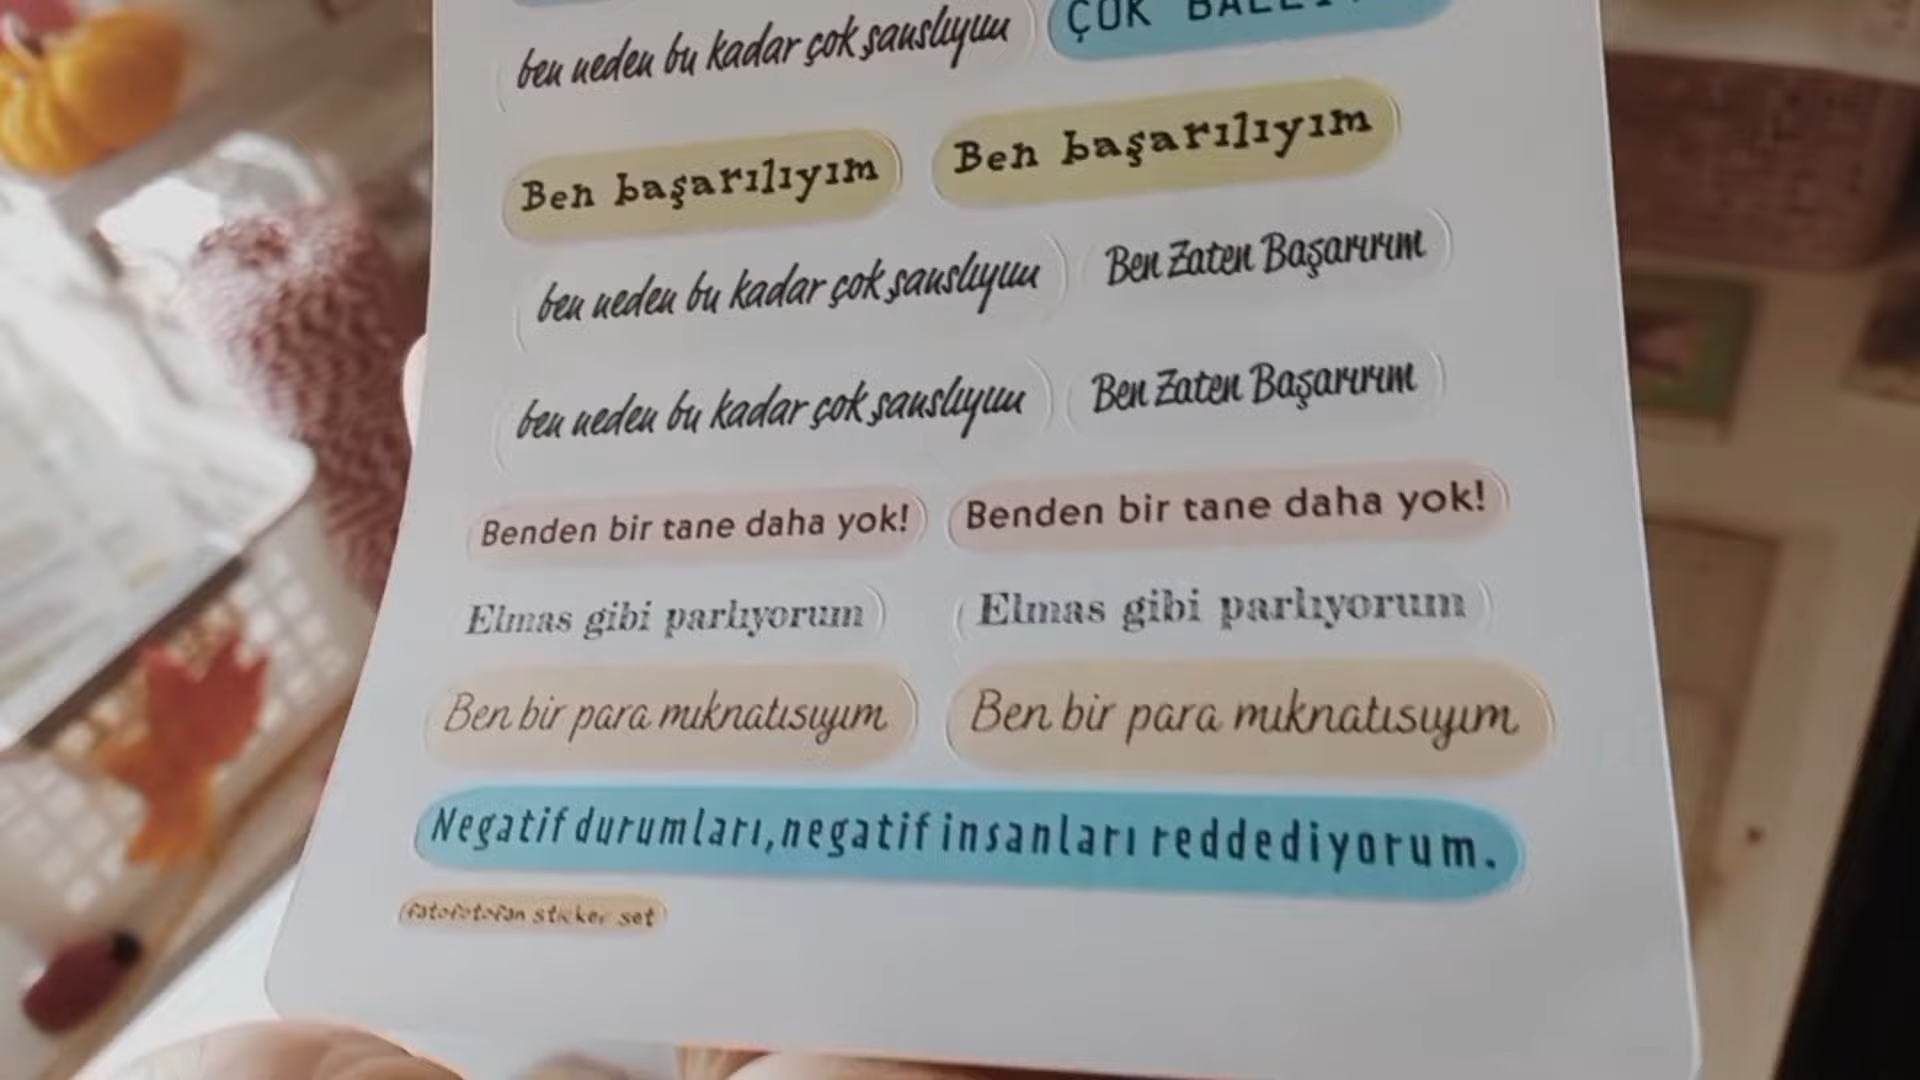 ben neden bu kadar çok şanslıyım ÇOK
Ben başarılıyım Ben başarılıyım
ben neden bu kadar çok şanslıyım Ben Zaten Başarırım
ben neden bu kadar çok şanslıyım Ben Zaten Başarırım
Benden bir tane daha yok! Benden bir tane daha yok!
Elmas gibi parlıyorum Elmas gibi parlıyorum
Ben bir para mıknatısıyım Ben bir para mıknatısıyım
Negatif durumları, negatif insanları reddediyorum.
fatofotofan sticker set